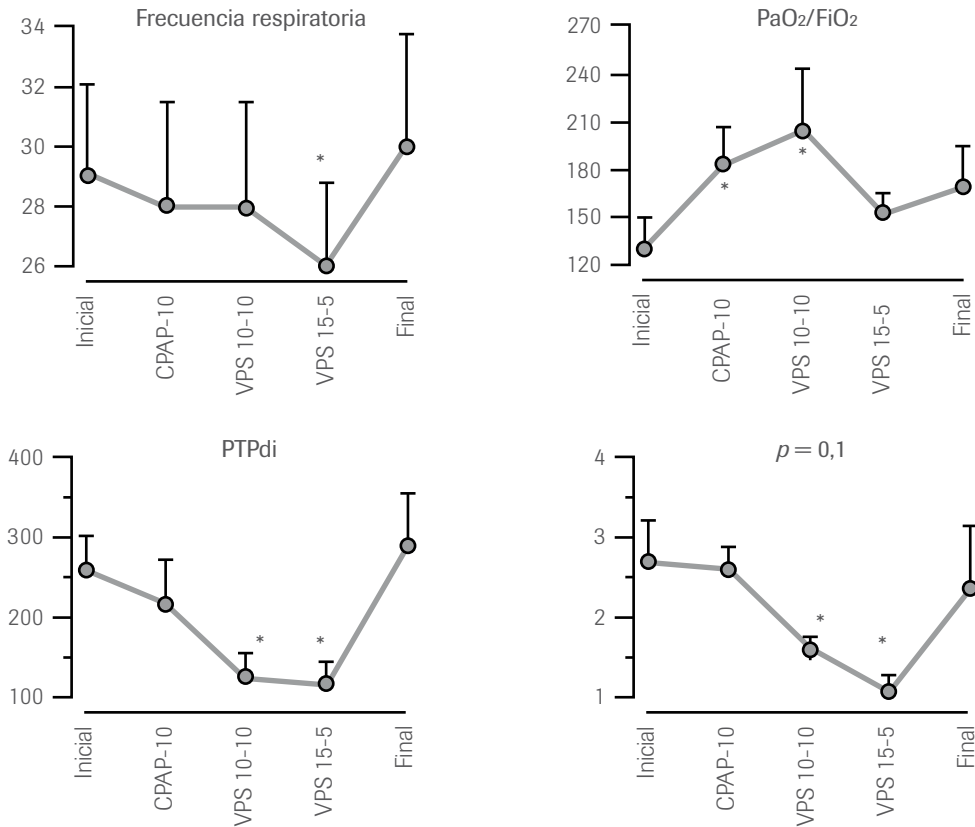 Frecuencia respiratoria
34
32
30
28
26
*
Inicial
CPAP-10
VPS 10-10
VPS 15-5
Final
PaO2/FiO2
270
240
210
180
150
120
*
*
Inicial
CPAP-10
VPS 10-10
VPS 15-5
Final
PTPdi
400
300
200
100
*
*
Inicial
CPAP-10
VPS 10-10
VPS 15-5
Final
p = 0,1
4
3
2
1
*
*
Inicial
CPAP-10
VPS 10-10
VPS 15-5
Final